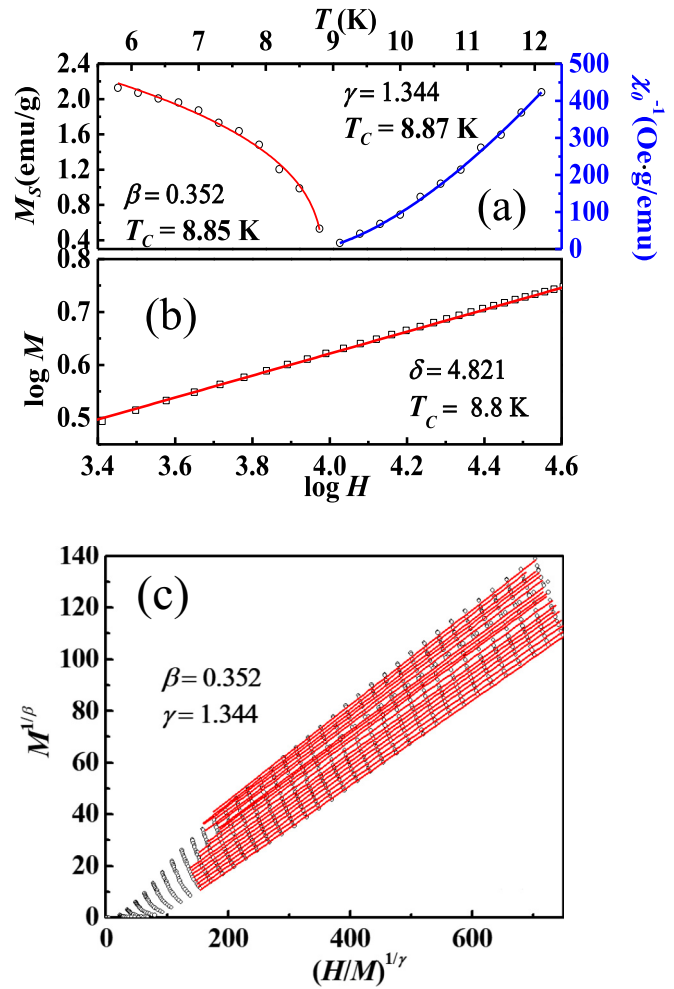 T (K)
6 7 8 9 10 11 12
2.4
2.0
1.6
1.2
0.8
0.4
M_S(emu/g)
β = 0.352
T_C = 8.85 K
γ = 1.344
T_C = 8.87 K
(a)
500
400
300
200
100
0
χ_0^-1(Oe·g/emu)
0.8
0.7
0.6
0.5
log M
(b)
δ = 4.821
T_C = 8.8 K
3.4 3.6 3.8 4.0 4.2 4.4 4.6
log H
140
120
100
80
60
40
20
0
M^1/β
(c)
β = 0.352
γ = 1.344
0 200 400 600
(H/M)^1/γ